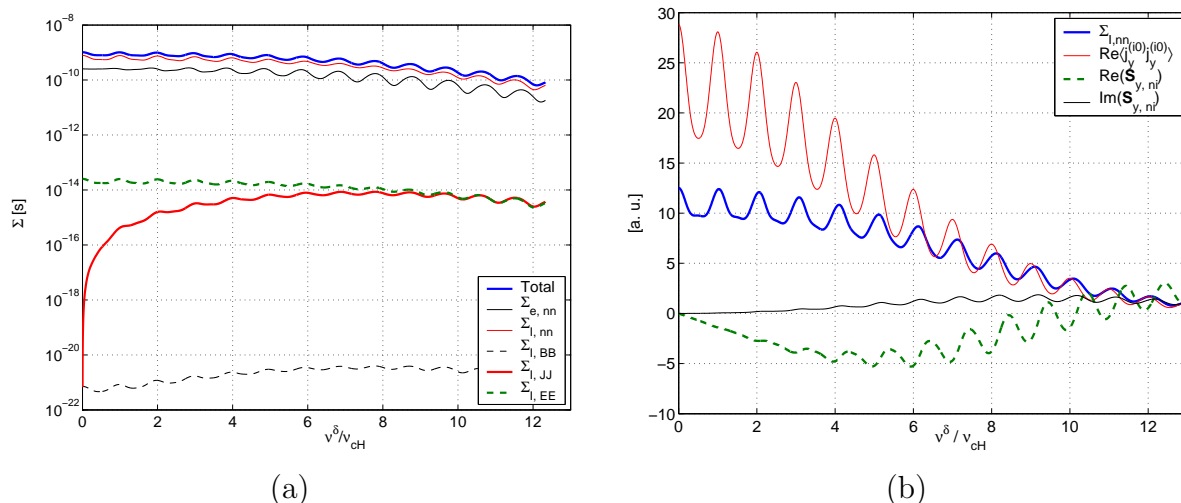 10^−8
10^−10
10^−12
10^−14
10^−16
10^−18
10^−20
10^−22
Σ [s]
0 2 4 6 8 10 12
ν^δ/ν_cH
Total
Σ_e, nn
Σ_I, nn
Σ_I, BB
Σ_I, JJ
Σ_I, EE
(a)
30
25
20
15
10
5
0
−5
−10
[a. u.]
0 2 4 6 8 10 12
ν^δ / ν_cH
Σ_I,nn
Re⟨j_y^(i0) j_y^(i0)⟩
Re(S_y, ni)
Im(S_y, ni)
(b)